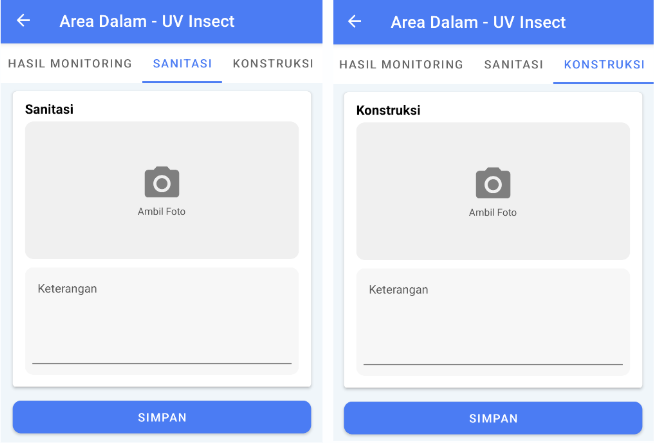 Area Dalam - UV Insect
HASIL MONITORING SANITASI KONSTRUKSI
Sanitasi
Ambil Foto
Keterangan
SIMPAN
Area Dalam - UV Insect
HASIL MONITORING SANITASI KONSTRUKSI
Konstruksi
Ambil Foto
Keterangan
SIMPAN